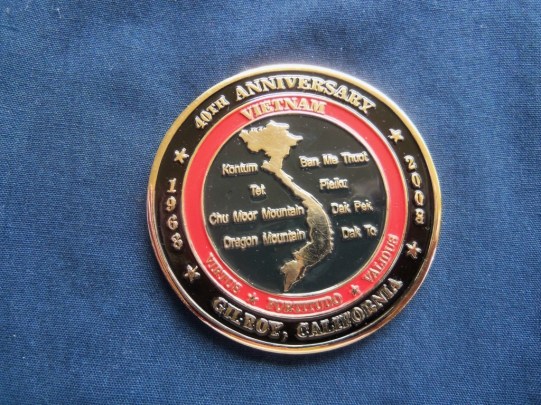 40TH ANNIVERSARY
VIETNAM
1968
2008
Kontum
Ban Me Thuot
Tet
Pleiku
Chu Moor Mountain
Dak Pek
Dragon Mountain
Dak To
VIRTUS ★ FORTITUDO ★ VALIDUS
GILROY, CALIFORNIA